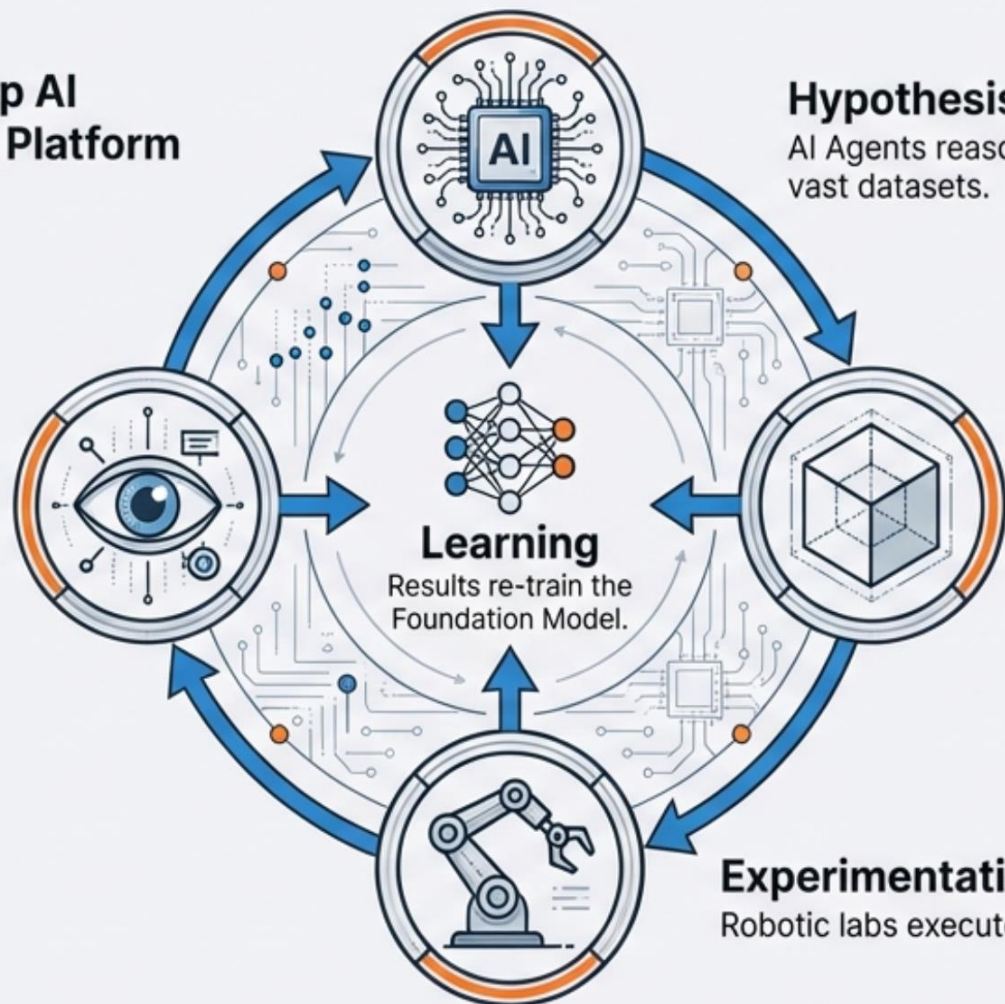 p AI
Platform
AI
Hypothesis
AI Agents reaso
vast datasets.
Learning
Results re-train the
Foundation Model.
Experimentati
Robotic labs execut